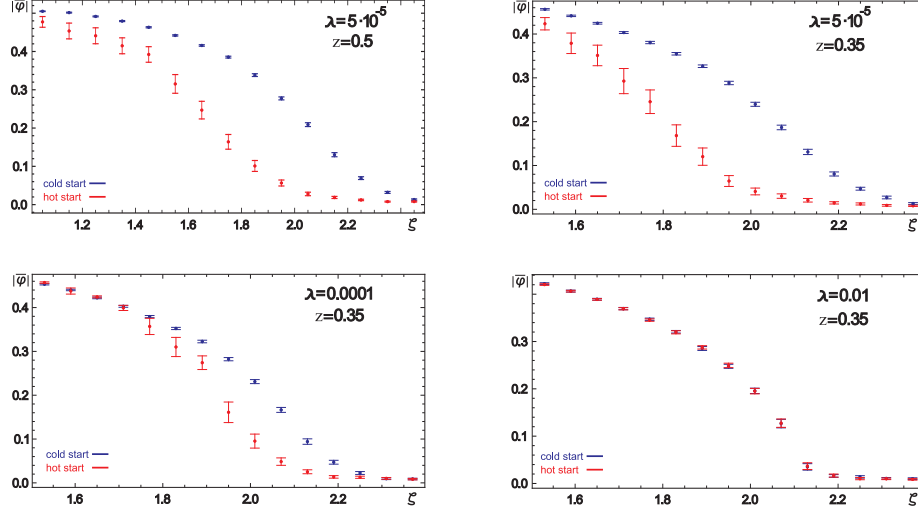 |φ̅|
λ=5·10⁻⁵
z=0.5
0.4
0.3
0.2
0.1
0.0
cold start
hot start
1.2 1.4 1.6 1.8 2.0 2.2 ζ
|φ̅|
λ=5·10⁻⁵
z=0.35
0.4
0.3
0.2
0.1
0.0
cold start
hot start
1.6 1.8 2.0 2.2 ζ
|φ̅|
λ=0.0001
z=0.35
0.4
0.3
0.2
0.1
0.0
cold start
hot start
1.6 1.8 2.0 2.2 ζ
|φ̅|
λ=0.01
z=0.35
0.3
0.2
0.1
0.0
cold start
hot start
1.6 1.8 2.0 2.2 ζ